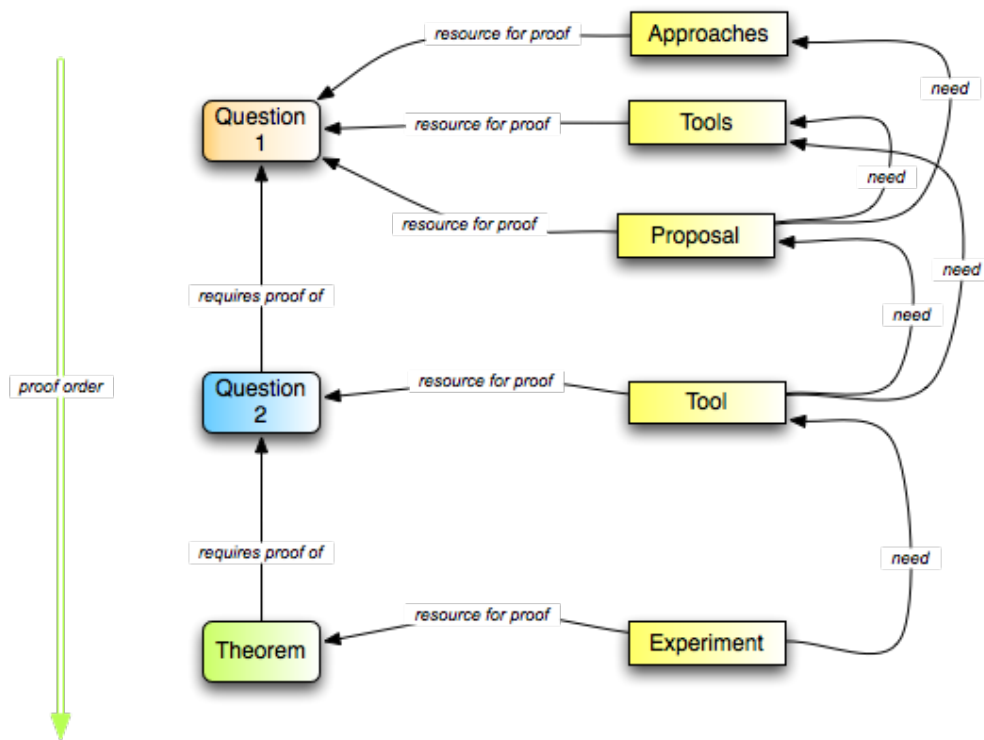 Approaches
resource for proof
need
Question
1
resource for proof
Tools
need
resource for proof
Proposal
need
requires proof of
need
proof order
Question
2
resource for proof
Tool
requires proof of
need
resource for proof
Theorem
Experiment